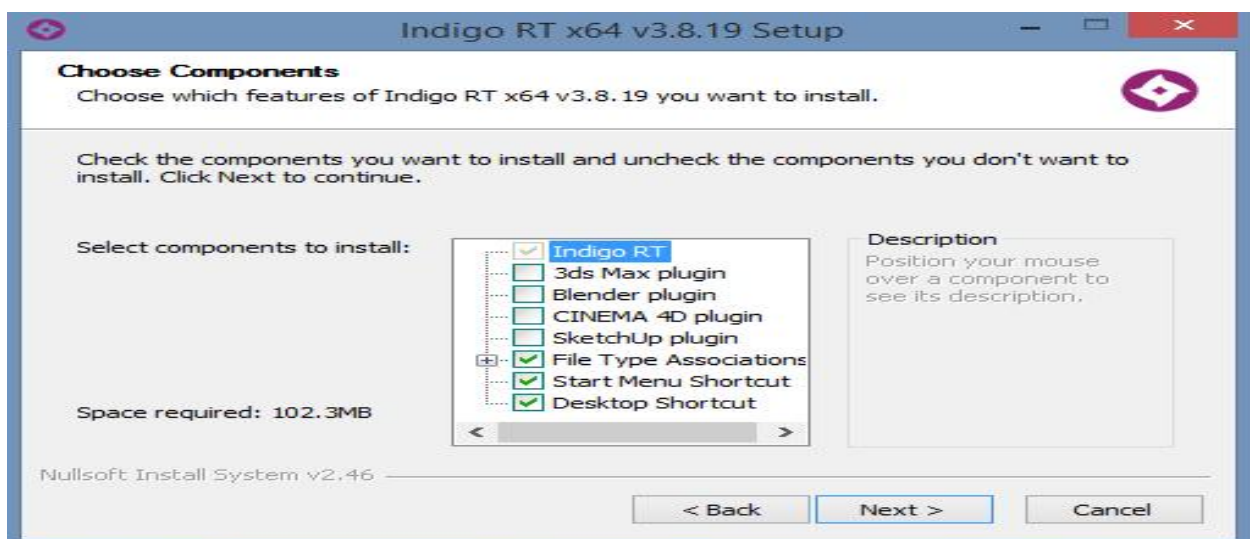 Indigo RT x64 v3.8.19 Setup
Choose Components
Choose which features of Indigo RT x64 v3.8.19 you want to install.
Check the components you want to install and uncheck the components you don't want to
install. Click Next to continue.
Select components to install:
Indigo RT
3ds Max plugin
Blender plugin
CINEMA 4D plugin
SketchUp plugin
File Type Associations
Start Menu Shortcut
Desktop Shortcut
Description
Position your mouse
over a component to
see its description.
Space required: 102.3MB
Nullsoft Install System v2.46
< Back
Next >
Cancel